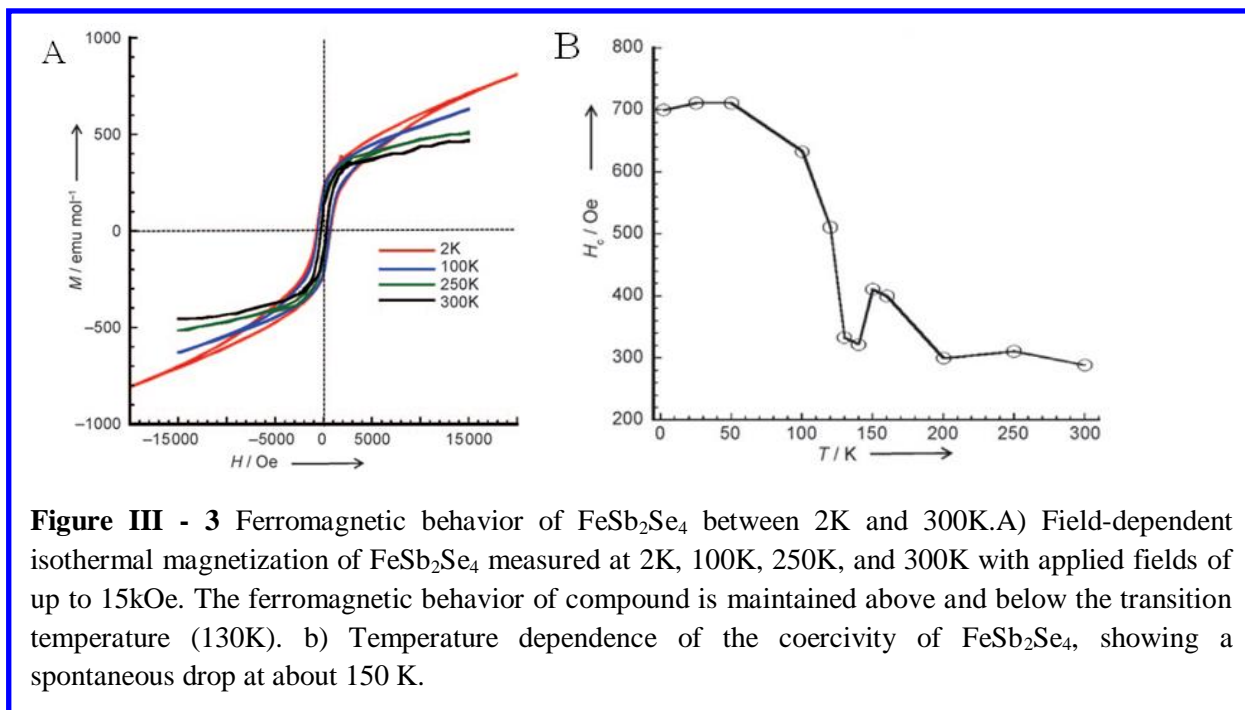 A
1000
500
0
–500
–1000
M / emu mol⁻¹
2K
100K
250K
300K
–15000 –5000 0 5000 15000
H / Oe
B
800
700
600
500
400
300
200
Hc / Oe
0 50 100 150 200 250 300
T / K
Figure III - 3 Ferromagnetic behavior of FeSb₂Se₄ between 2K and 300K.A) Field-dependent
isothermal magnetization of FeSb₂Se₄ measured at 2K, 100K, 250K, and 300K with applied fields of
up to 15kOe. The ferromagnetic behavior of compound is maintained above and below the transition
temperature (130K). b) Temperature dependence of the coercivity of FeSb₂Se₄, showing a
spontaneous drop at about 150 K.